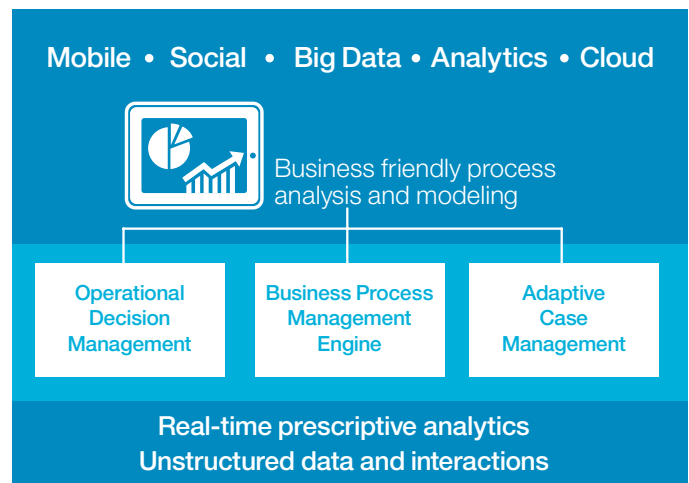 Mobile • Social • Big Data • Analytics • Cloud
Business friendly process
analysis and modeling
Operational
Decision
Management
Business Process
Management
Engine
Adaptive
Case
Management
Real-time prescriptive analytics
Unstructured data and interactions